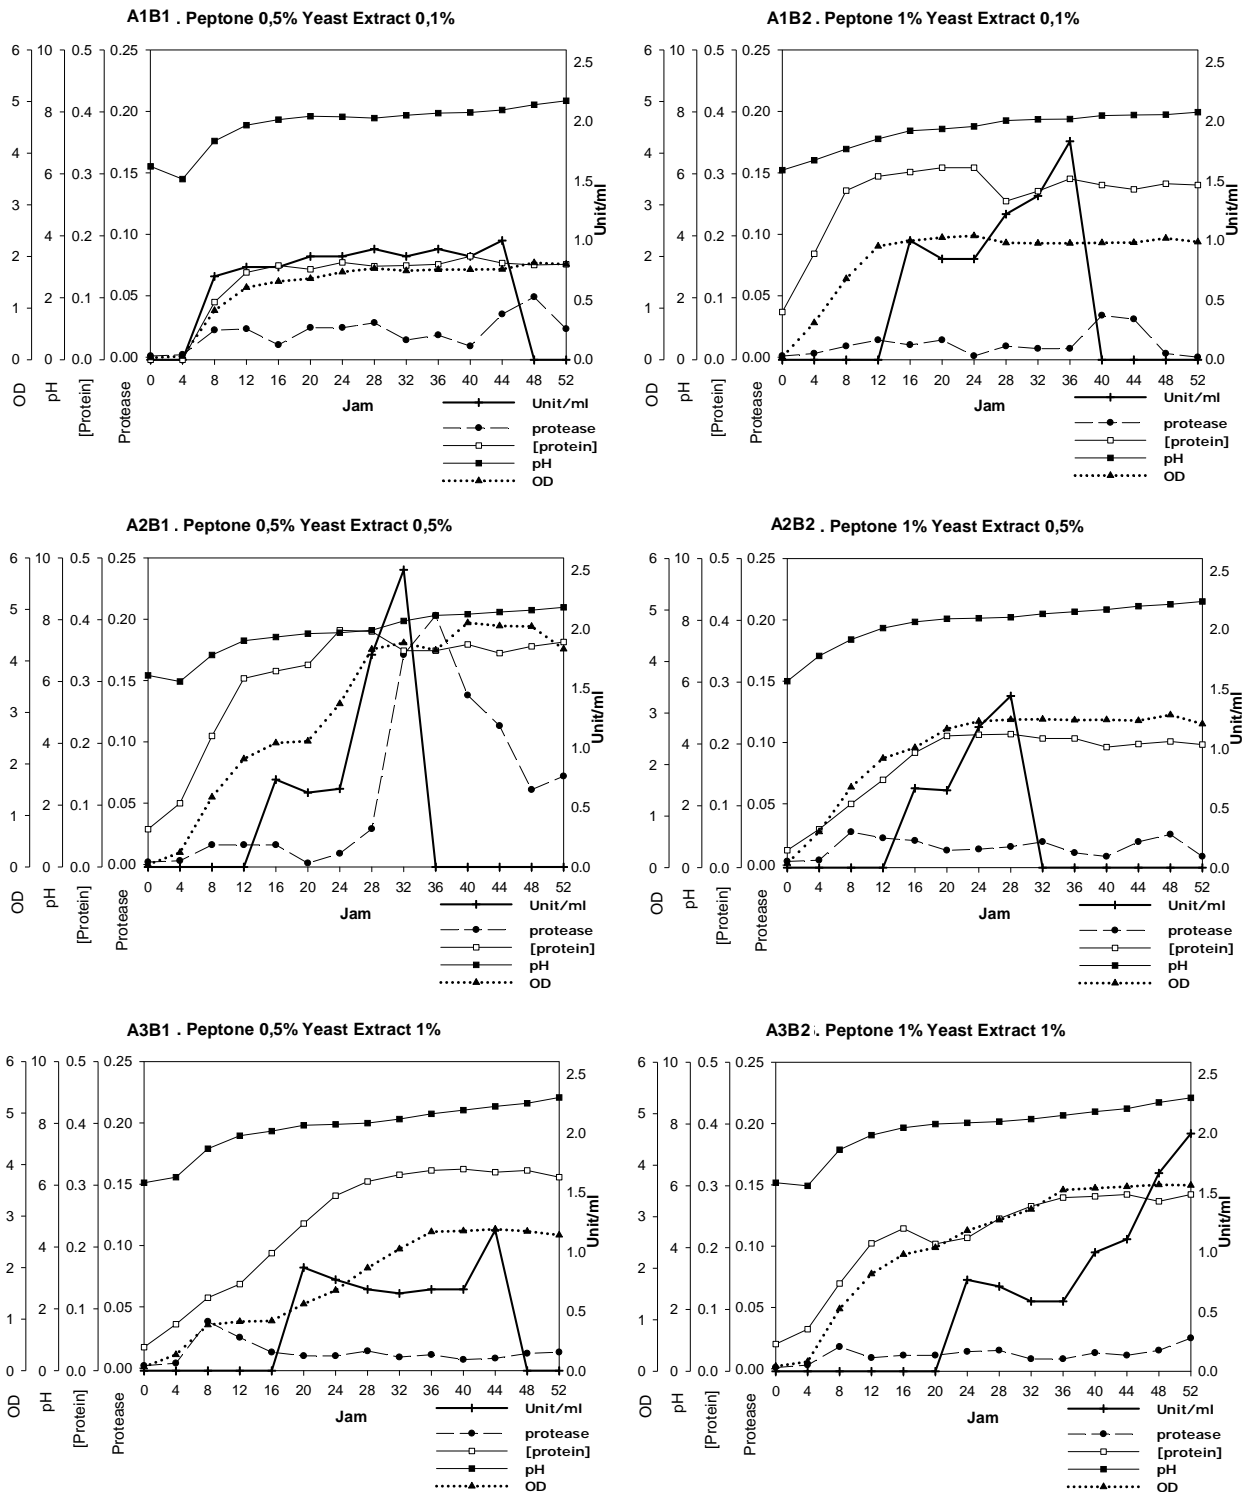 A1B1 . Peptone 0,5% Yeast Extract 0,1%
6 10 0.5 0.25 2.5
5 8 0.4 0.20 2.0
4 6 0.3 0.15 1.5
3 4 0.2 0.10 1.0
2 2 0.1 0.05 0.5
1 0 0.0 0.00 0.0
0
0 4 8 12 16 20 24 28 32 36 40 44 48 52
OD pH [Protein] Protease Jam Unit/ml
Unit/ml
protease
[protein]
pH
OD
A1B2 . Peptone 1% Yeast Extract 0,1%
6 10 0.5 0.25 2.5
5 8 0.4 0.20 2.0
4 6 0.3 0.15 1.5
3 4 0.2 0.10 1.0
2 2 0.1 0.05 0.5
1 0 0.0 0.00 0.0
0
0 4 8 12 16 20 24 28 32 36 40 44 48 52
OD pH [Protein] Protease Jam Unit/ml
Unit/ml
protease
[protein]
pH
OD
A2B1 . Peptone 0,5% Yeast Extract 0,5%
6 10 0.5 0.25 2.5
5 8 0.4 0.20 2.0
4 6 0.3 0.15 1.5
3 4 0.2 0.10 1.0
2 2 0.1 0.05 0.5
1 0 0.0 0.00 0.0
0
0 4 8 12 16 20 24 28 32 36 40 44 48 52
OD pH [Protein] Protease Jam Unit/ml
Unit/ml
protease
[protein]
pH
OD
A2B2 . Peptone 1% Yeast Extract 0,5%
6 10 0.5 0.25 2.5
5 8 0.4 0.20 2.0
4 6 0.3 0.15 1.5
3 4 0.2 0.10 1.0
2 2 0.1 0.05 0.5
1 0 0.0 0.00 0.0
0
0 4 8 12 16 20 24 28 32 36 40 44 48 52
OD pH [Protein] Protease Jam Unit/ml
Unit/ml
protease
[protein]
pH
OD
A3B1 . Peptone 0,5% Yeast Extract 1%
6 10 0.5 0.25 2.5
5 8 0.4 0.20 2.0
4 6 0.3 0.15 1.5
3 4 0.2 0.10 1.0
2 2 0.1 0.05 0.5
1 0 0.0 0.00 0.0
0
0 4 8 12 16 20 24 28 32 36 40 44 48 52
OD pH [Protein] Protease Jam Unit/ml
Unit/ml
protease
[protein]
pH
OD
A3B2 . Peptone 1% Yeast Extract 1%
6 10 0.5 0.25 2.5
5 8 0.4 0.20 2.0
4 6 0.3 0.15 1.5
3 4 0.2 0.10 1.0
2 2 0.1 0.05 0.5
1 0 0.0 0.00 0.0
0
0 4 8 12 16 20 24 28 32 36 40 44 48 52
OD pH [Protein] Protease Jam Unit/ml
Unit/ml
protease
[protein]
pH
OD